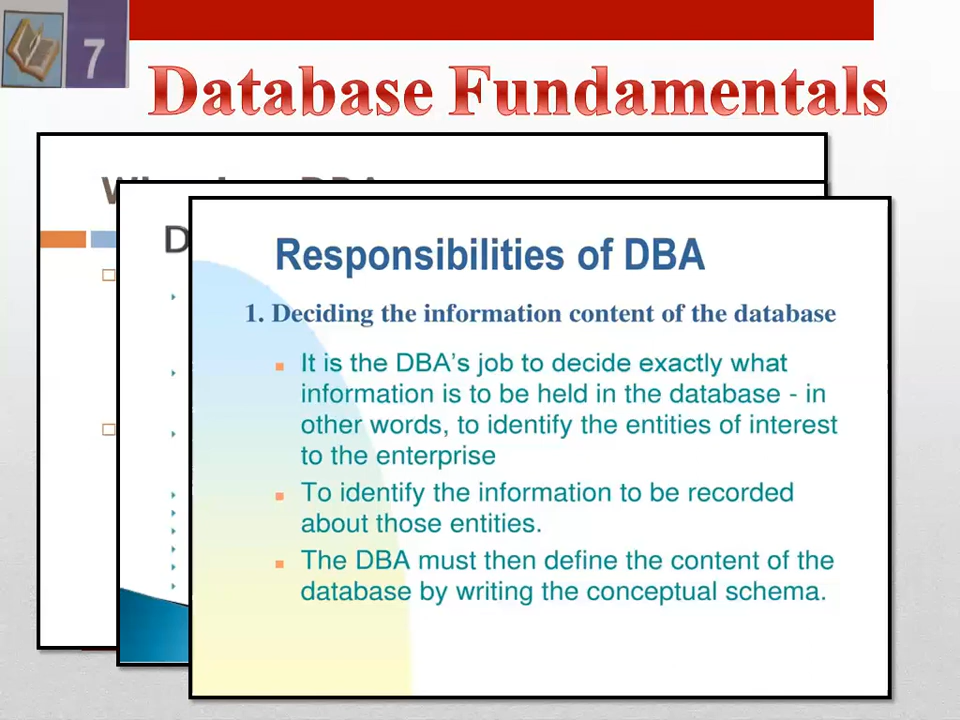 7
Database Fundamentals
Responsibilities of DBA
1. Deciding the information content of the database
It is the DBA's job to decide exactly what
information is to be held in the database - in
other words, to identify the entities of interest
to the enterprise
To identify the information to be recorded
about those entities.
The DBA must then define the content of the
database by writing the conceptual schema.